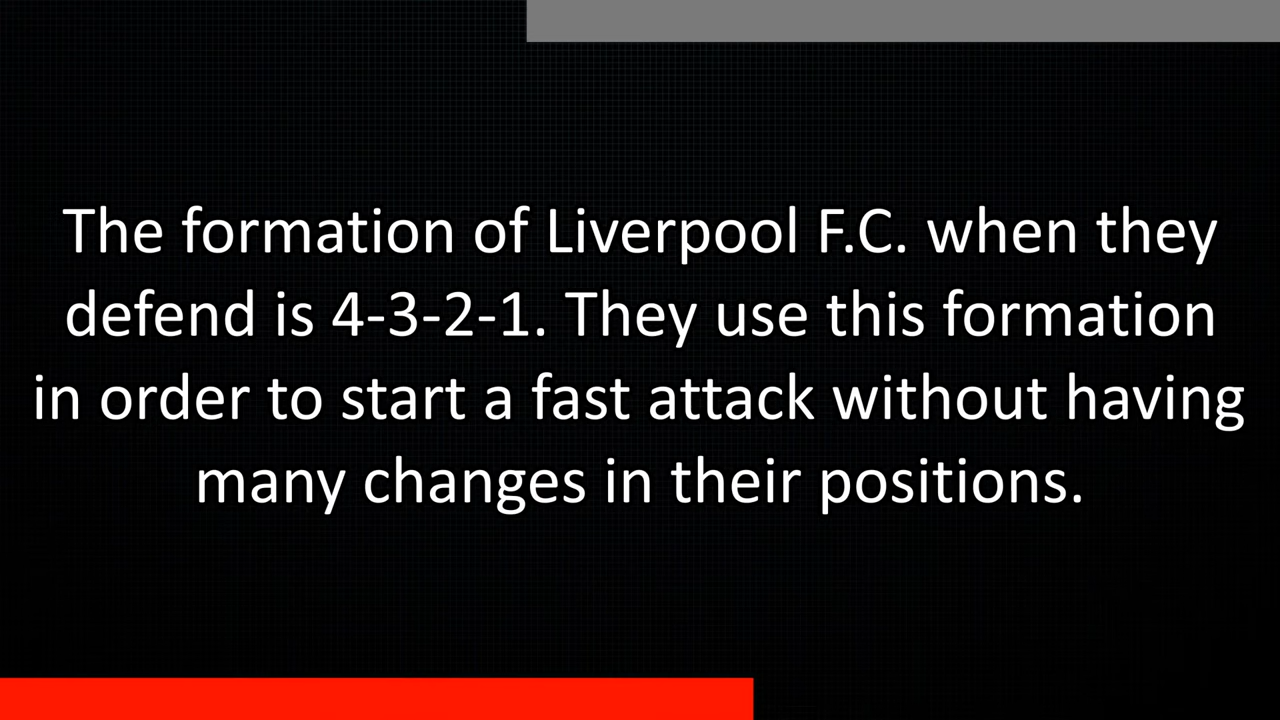 The formation of Liverpool F.C. when they
defend is 4-3-2-1. They use this formation
in order to start a fast attack without having
many changes in their positions.